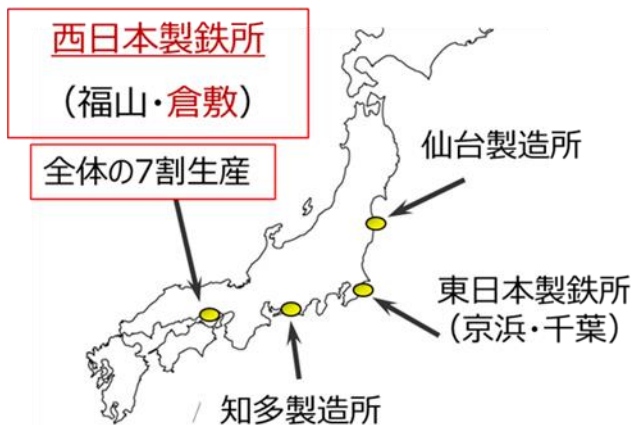 西日本製鉄所
(福山・倉敷)
全体の7割生産
仙台製造所
東日本製鉄所
(京浜・千葉)
知多製造所